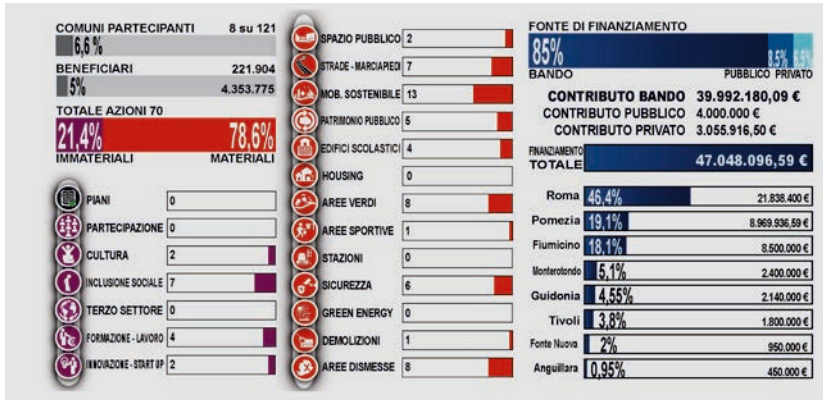 COMUNI PARTECIPANTI 8 su 121
6,6 %
BENEFICIARI 221.904
5% 4.353.775
TOTALE AZIONI 70
21,4% 78,6%
IMMATERIALI MATERIALI
PIANI 0
PARTECIPAZIONE 0
CULTURA 2
INCLUSIONE SOCIALE 7
TERZO SETTORE 0
FORMAZIONE - LAVORO 4
INNOVAZIONE - START UP 2
SPAZIO PUBBLICO 2
STRADE - MARCIAPIEDI 7
MOB. SOSTENIBILE 13
PATRIMONIO PUBBLICO 5
EDIFICI SCOLASTICI 4
HOUSING 0
AREE VERDI 8
AREE SPORTIVE 1
STAZIONI 0
SICUREZZA 6
GREEN ENERGY 0
DEMOLIZIONI 1
AREE DISMESSE 8
FONTE DI FINANZIAMENTO
85% 8,5% 6,5%
BANDO PUBBLICO PRIVATO
CONTRIBUTO BANDO 39.992.180,09 €
CONTRIBUTO PUBBLICO 4.000.000 €
CONTRIBUTO PRIVATO 3.055.916,50 €
FINANZIAMENTO
TOTALE 47.048.096,59 €
Roma 46,4% 21.838.400 €
Pomezia 19,1% 8.969.936,59 €
Fiumicino 18,1% 8.500.000 €
Monterotondo 5,1% 2.400.000 €
Guidonia 4,55% 2.140.000 €
Tivoli 3,8% 1.800.000 €
Fonte Nuova 2% 950.000 €
Anguillara 0,95% 450.000 €